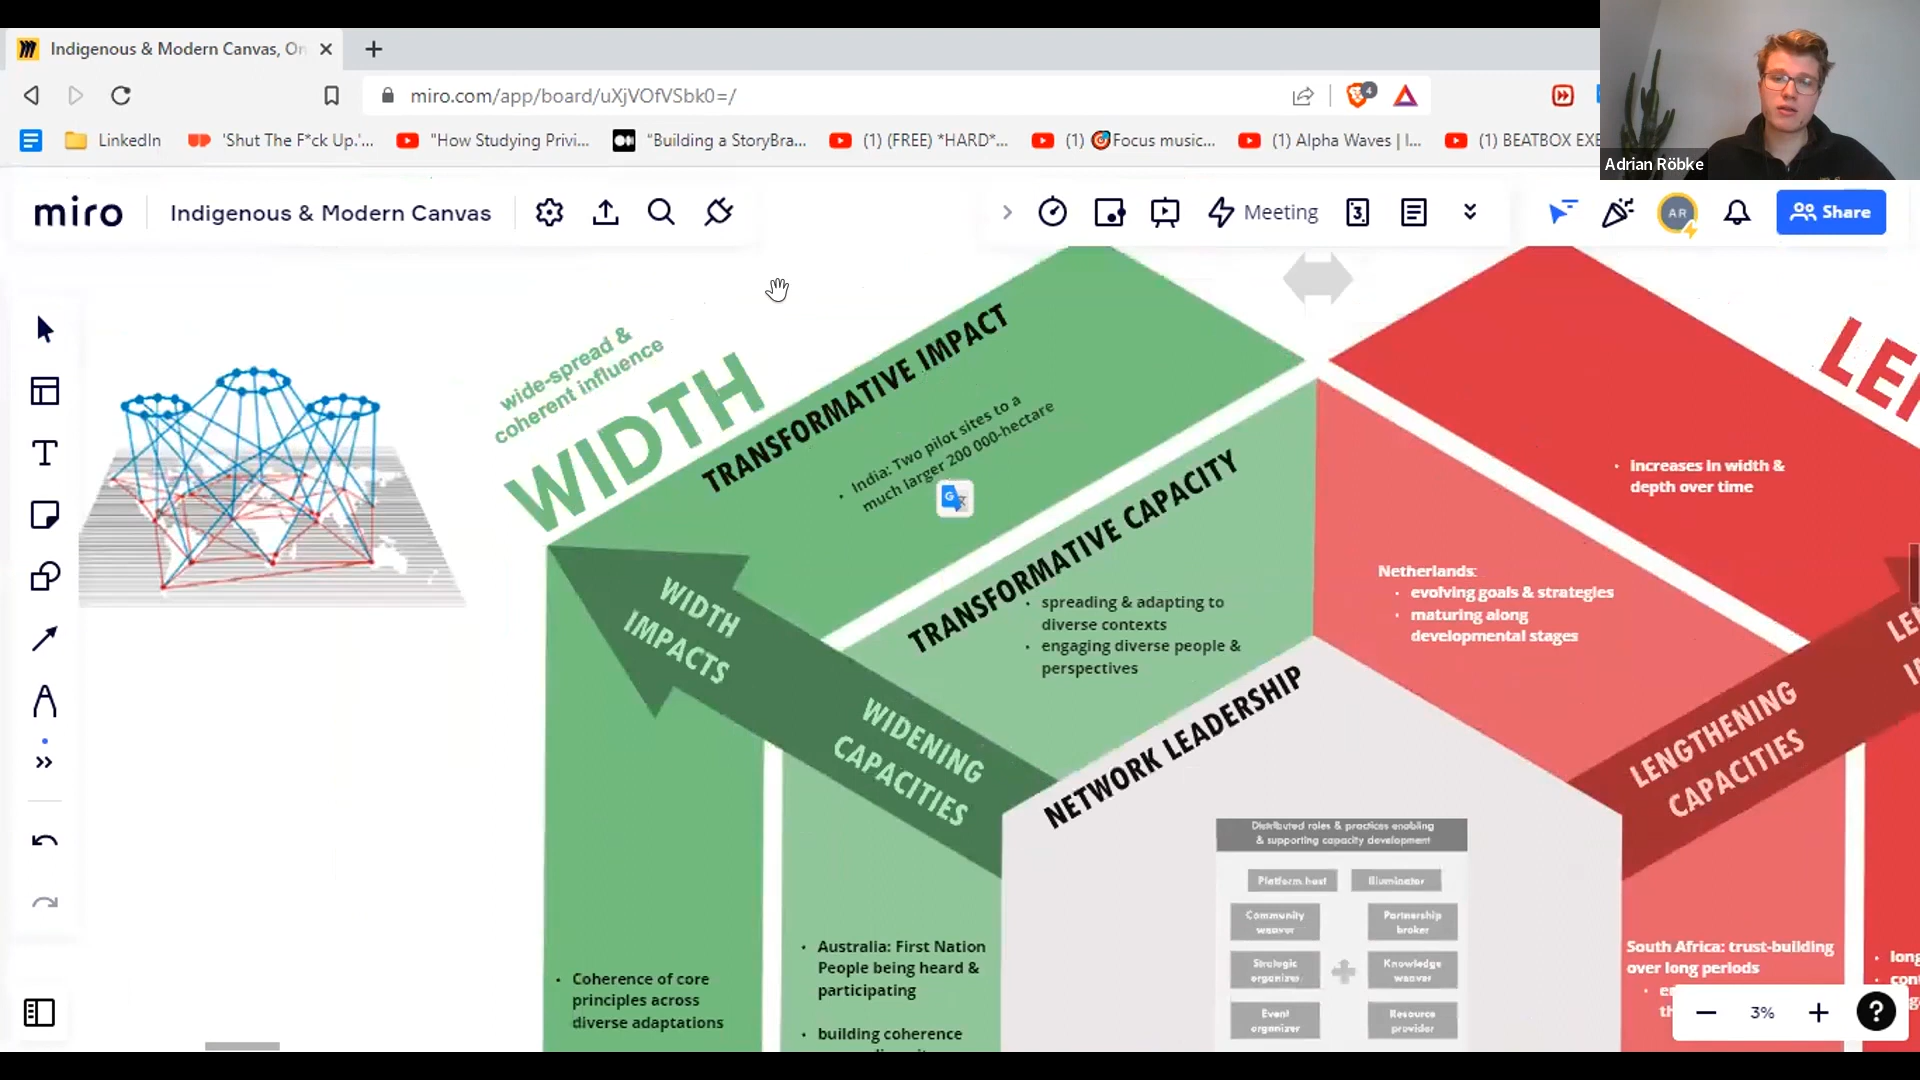 Indigenous & Modern Canvas, On
miro.com/app/board/uXjVOfVSbk0=/
4
LinkedIn
'Shut The F*ck Up.'...
"How Studying Privi...
"Building a StoryBra...
(1) (FREE) *HARD*...
(1) Focus music...
(1) Alpha Waves | I...
(1) BEATBOX EXE
Adrian Röbke
miro
Indigenous & Modern Canvas
Meeting
3
AR
Share
wide-spread &
coherent influence
WIDTH
TRANSFORMATIVE IMPACT
• India: Two pilot sites to a
much larger 200 000-hectare
TRANSFORMATIVE CAPACITY
• spreading & adapting to
diverse contexts
• engaging diverse people &
perspectives
WIDTH
IMPACTS
WIDENING
CAPACITIES
• Coherence of core
principles across
diverse adaptations
• Australia: First Nation
People being heard &
participating
• building coherence
NETWORK LEADERSHIP
Distributed roles & practices enabling
& supporting capacity development
Platform host
Illuminator
Community
weaver
Partnership
broker
Strategic
organizer
Knowledge
weaver
Event
organizer
Resource
provider
• Increases in width &
depth over time
Netherlands:
• evolving goals & strategies
• maturing along
developmental stages
LENGTHENING
CAPACITIES
South Africa: trust-building
over long periods
3%